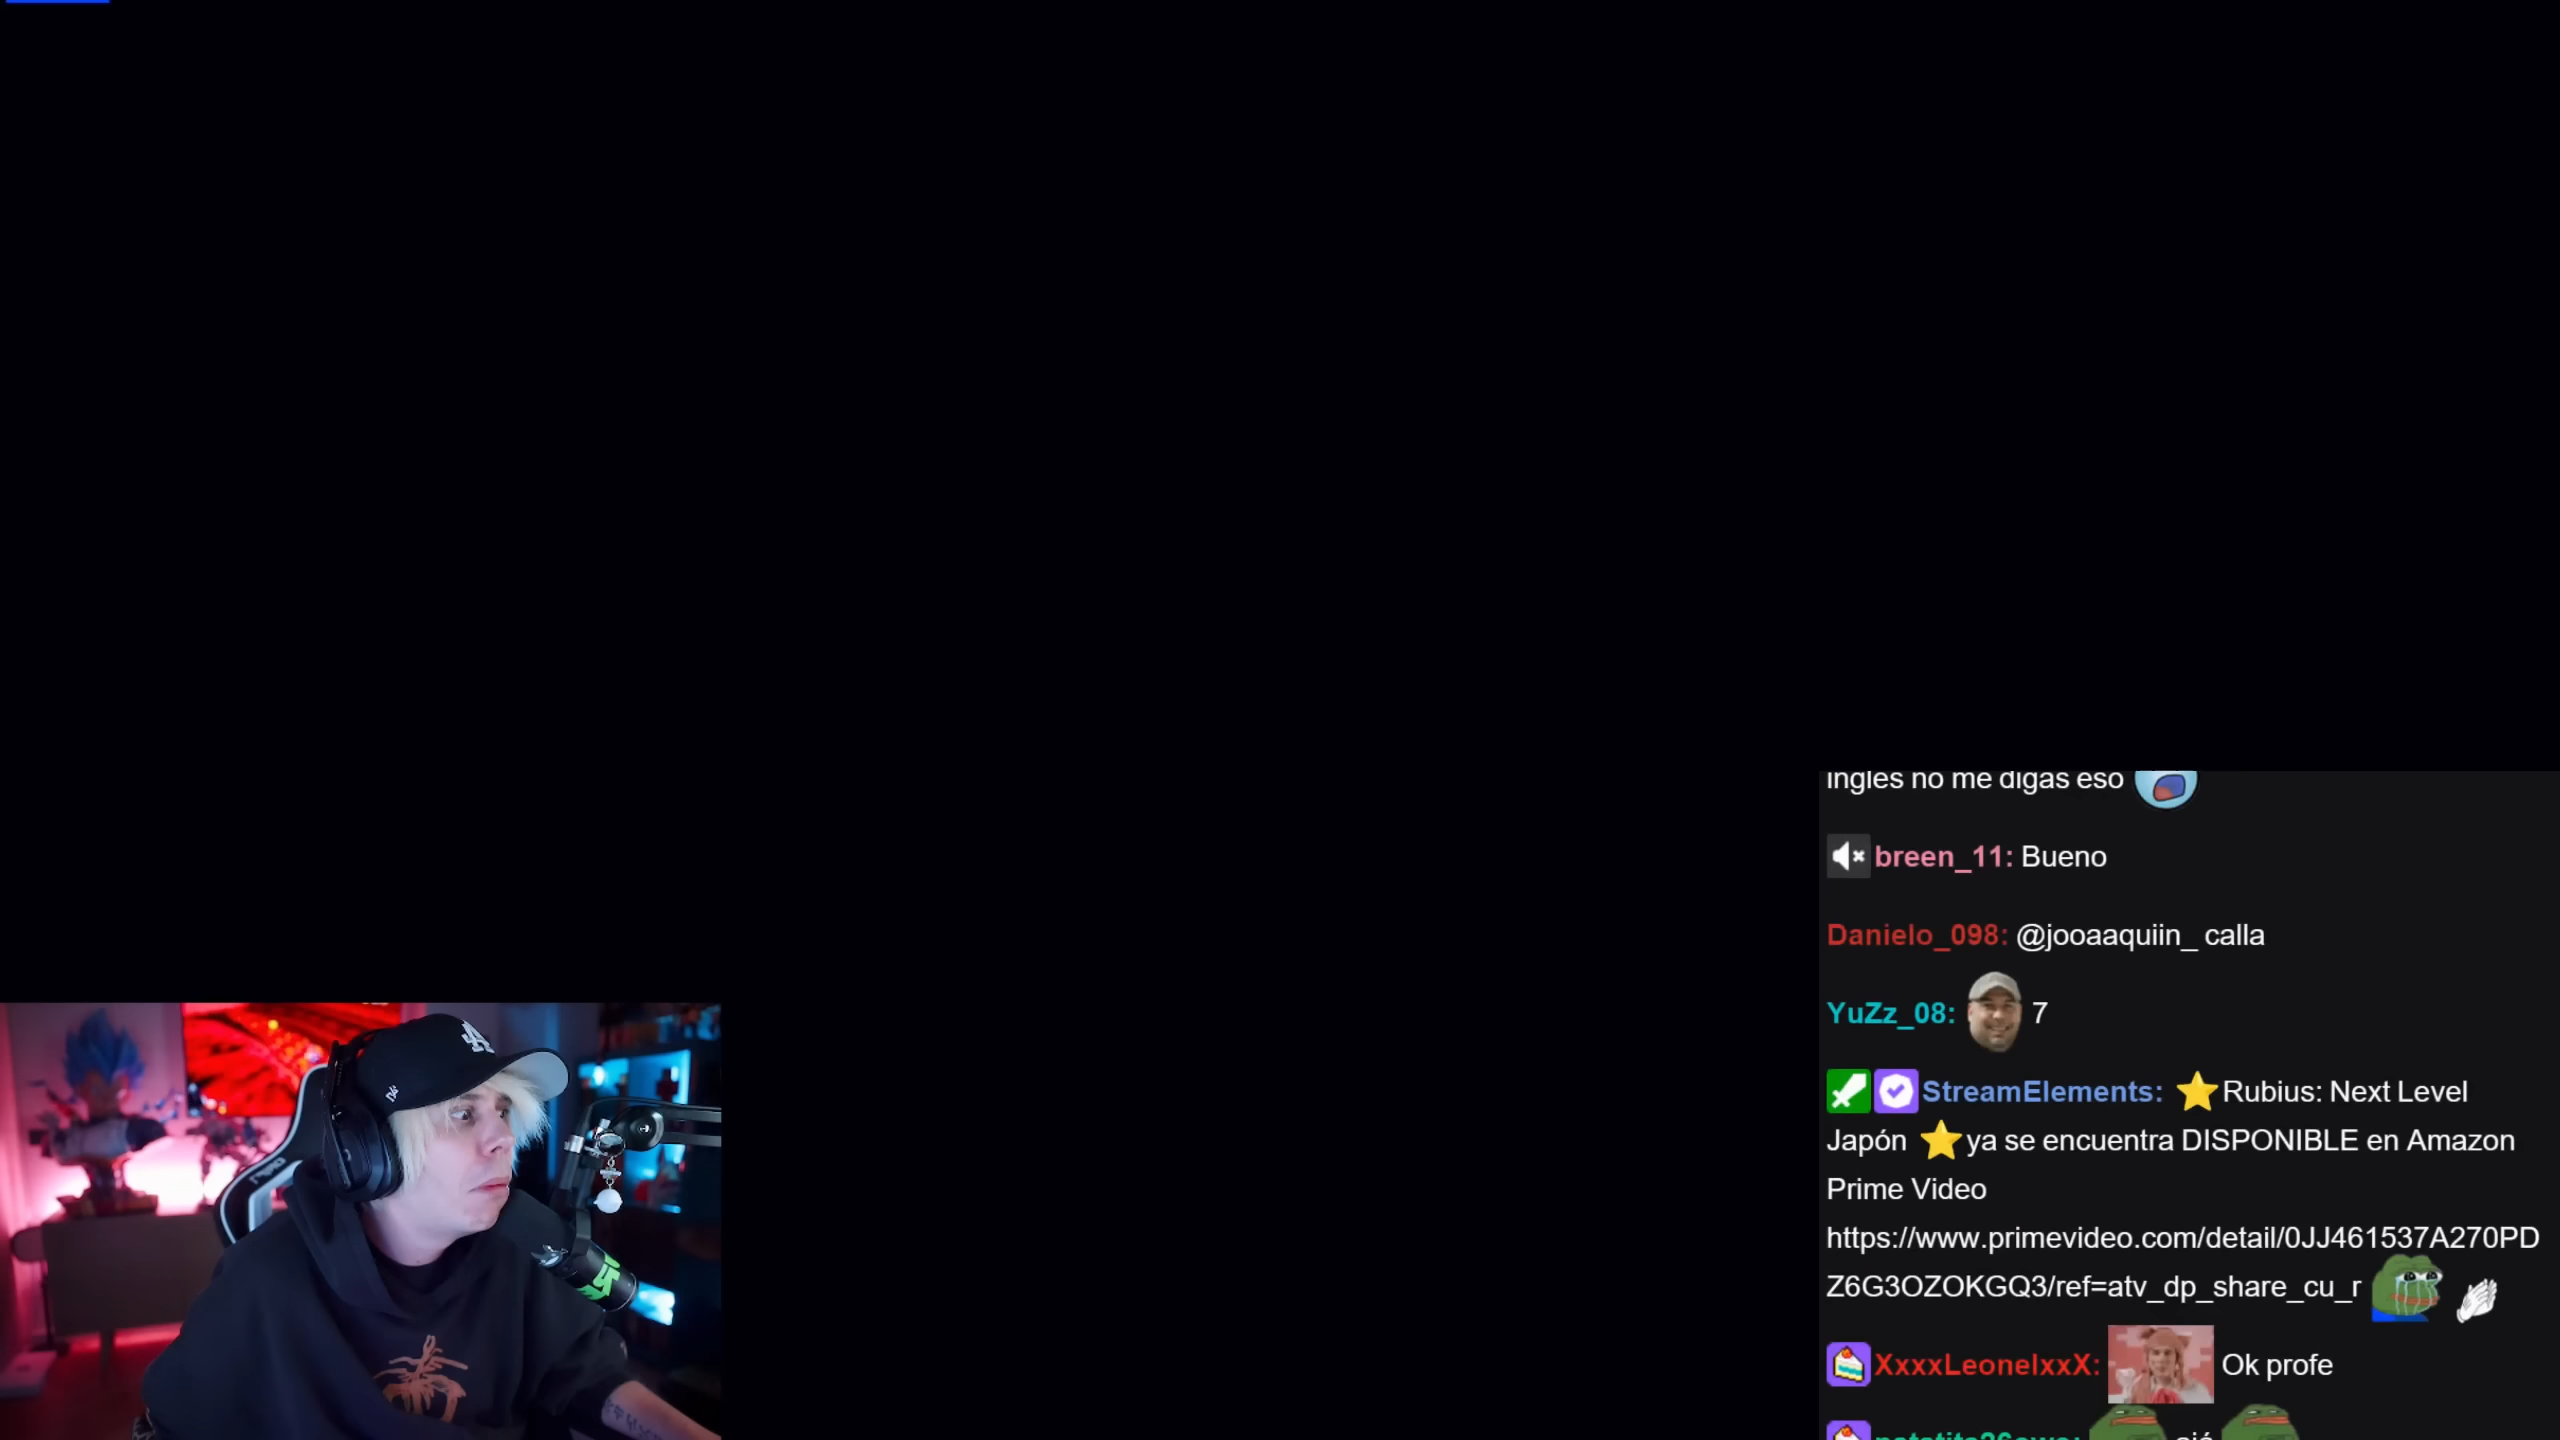 ingles no me digas eso
breen_11: Bueno
Danielo_098: @jooaaquiin_ calla
YuZz_08: 7
StreamElements: Rubius: Next Level
Japón ya se encuentra DISPONIBLE en Amazon
Prime Video
https://www.primevideo.com/detail/0JJ461537A270PD
Z6G3OZOKGQ3/ref=atv_dp_share_cu_r
XxxxLeonelxxX: Ok profe